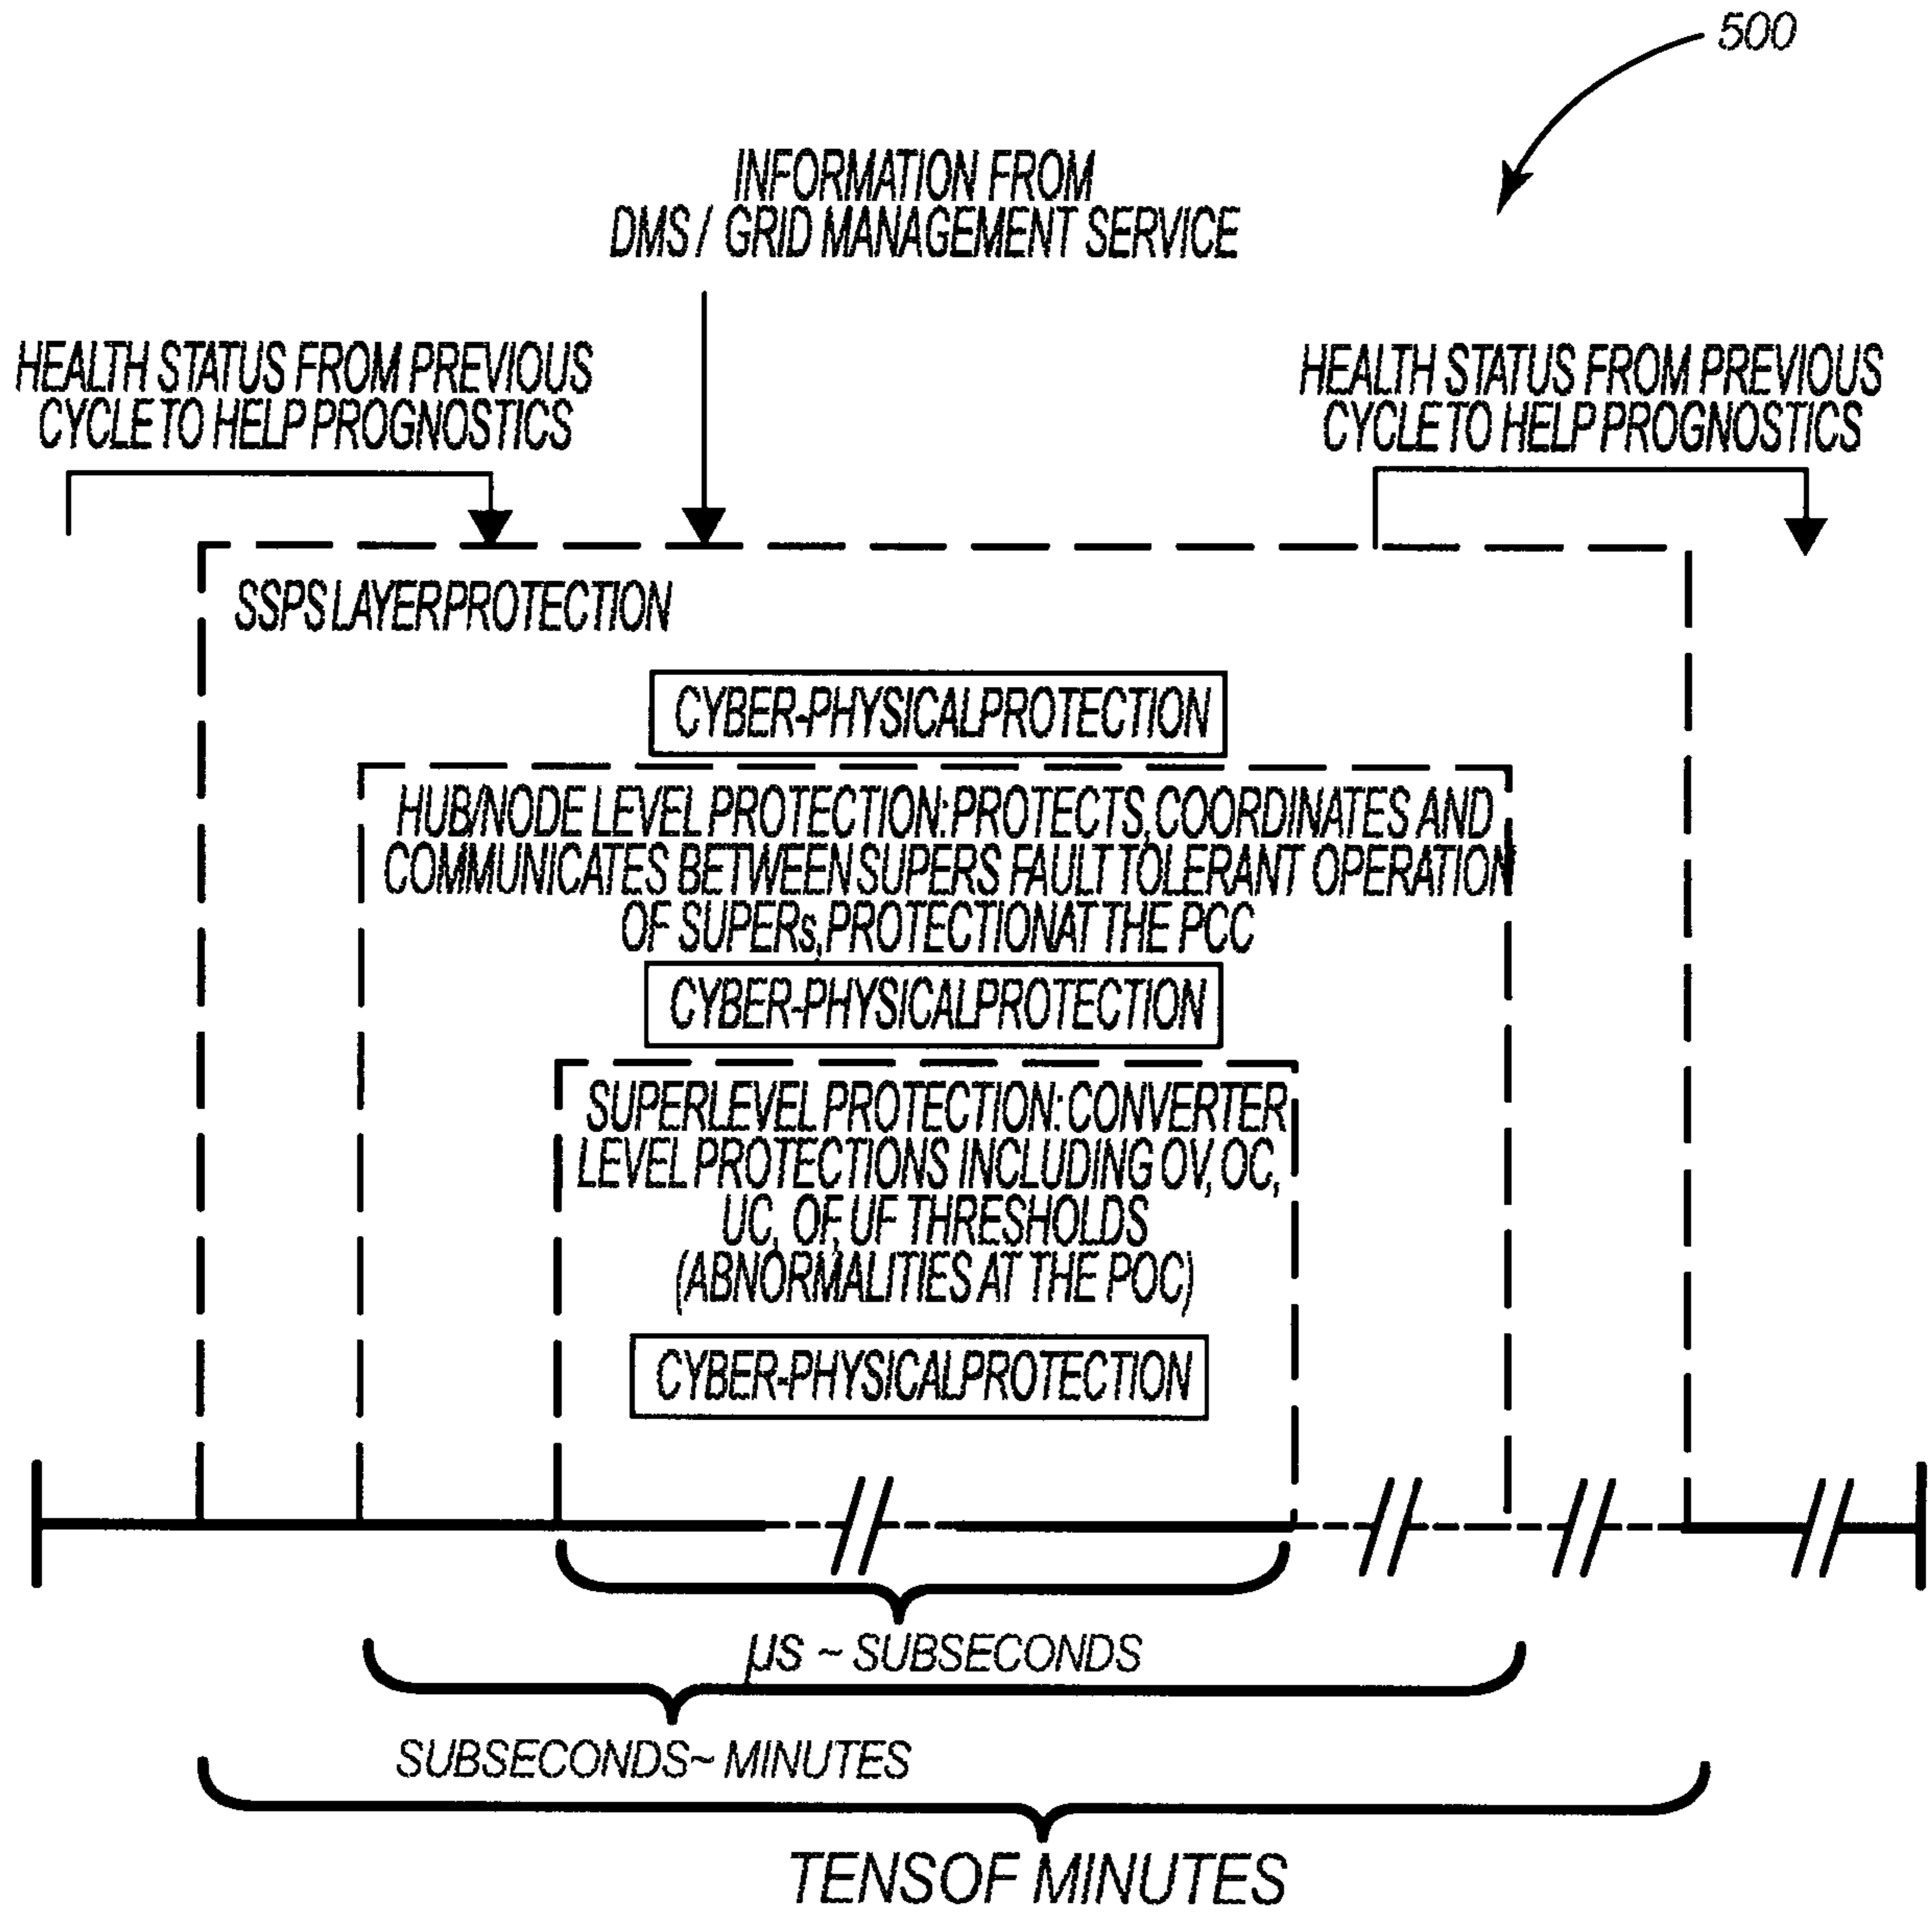 500
INFORMATION FROM
DMS / GRID MANAGEMENT SERVICE
HEALTH STATUS FROM PREVIOUS
CYCLE TO HELP PROGNOSTICS
HEALTH STATUS FROM PREVIOUS
CYCLE TO HELP PROGNOSTICS
SSPS LAYER PROTECTION
CYBER-PHYSICAL PROTECTION
HUB/NODE LEVEL PROTECTION: PROTECTS, COORDINATES AND
COMMUNICATES BETWEEN SUPERS FAULT TOLERANT OPERATION
OF SUPERs, PROTECTION AT THE PCC
CYBER-PHYSICAL PROTECTION
SUPER LEVEL PROTECTION: CONVERTER
LEVEL PROTECTIONS INCLUDING OV, OC,
UC, OF, UF THRESHOLDS
(ABNORMALITIES AT THE POC)
CYBER-PHYSICAL PROTECTION
µs ~ SUBSECONDS
SUBSECONDS ~ MINUTES
TENS OF MINUTES